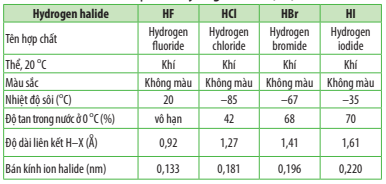 Hydrogen halide HF HCl HBr HI
Tên hợp chất Hydrogen fluoride Hydrogen chloride Hydrogen bromide Hydrogen iodide
Thể, 20 °C Khí Khí Khí Khí
Màu sắc Không màu Không màu Không màu Không màu
Nhiệt độ sôi (°C) 20 –85 –67 –35
Độ tan trong nước ở 0 °C (%) vô hạn 42 68 70
Độ dài liên kết H–X (Å) 0,92 1,27 1,41 1,61
Bán kính ion halide (nm) 0,133 0,181 0,196 0,220